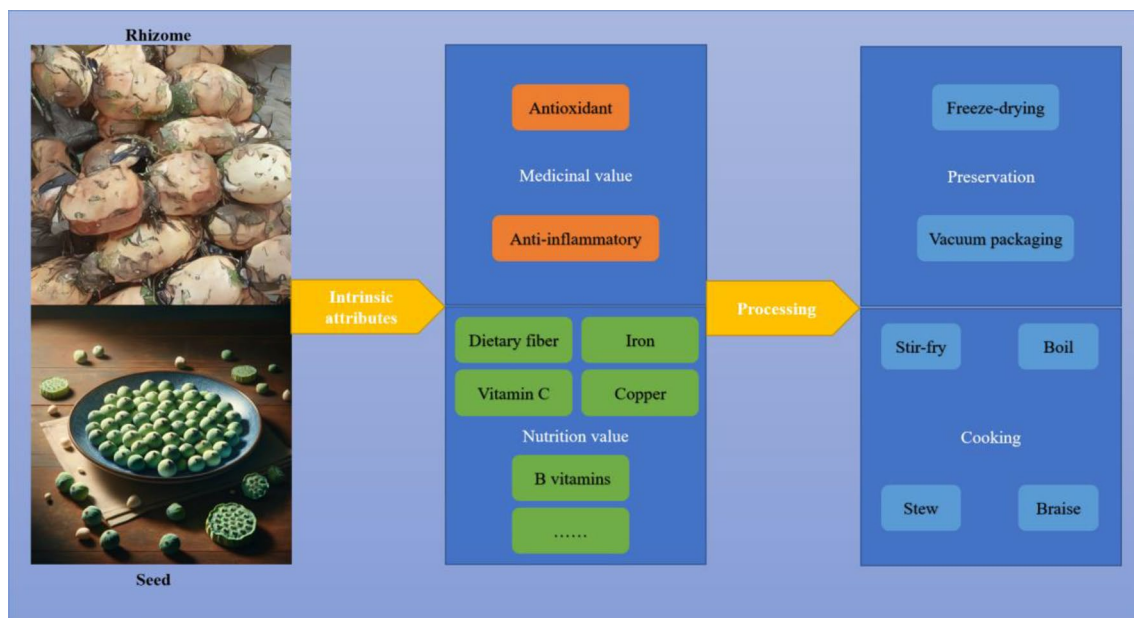 Rhizome
Seed
Intrinsic
attributes
Antioxidant
Medicinal value
Anti-inflammatory
Dietary fiber
Iron
Vitamin C
Copper
Nutrition value
B vitamins
……
Processing
Freeze-drying
Preservation
Vacuum packaging
Stir-fry
Boil
Cooking
Stew
Braise